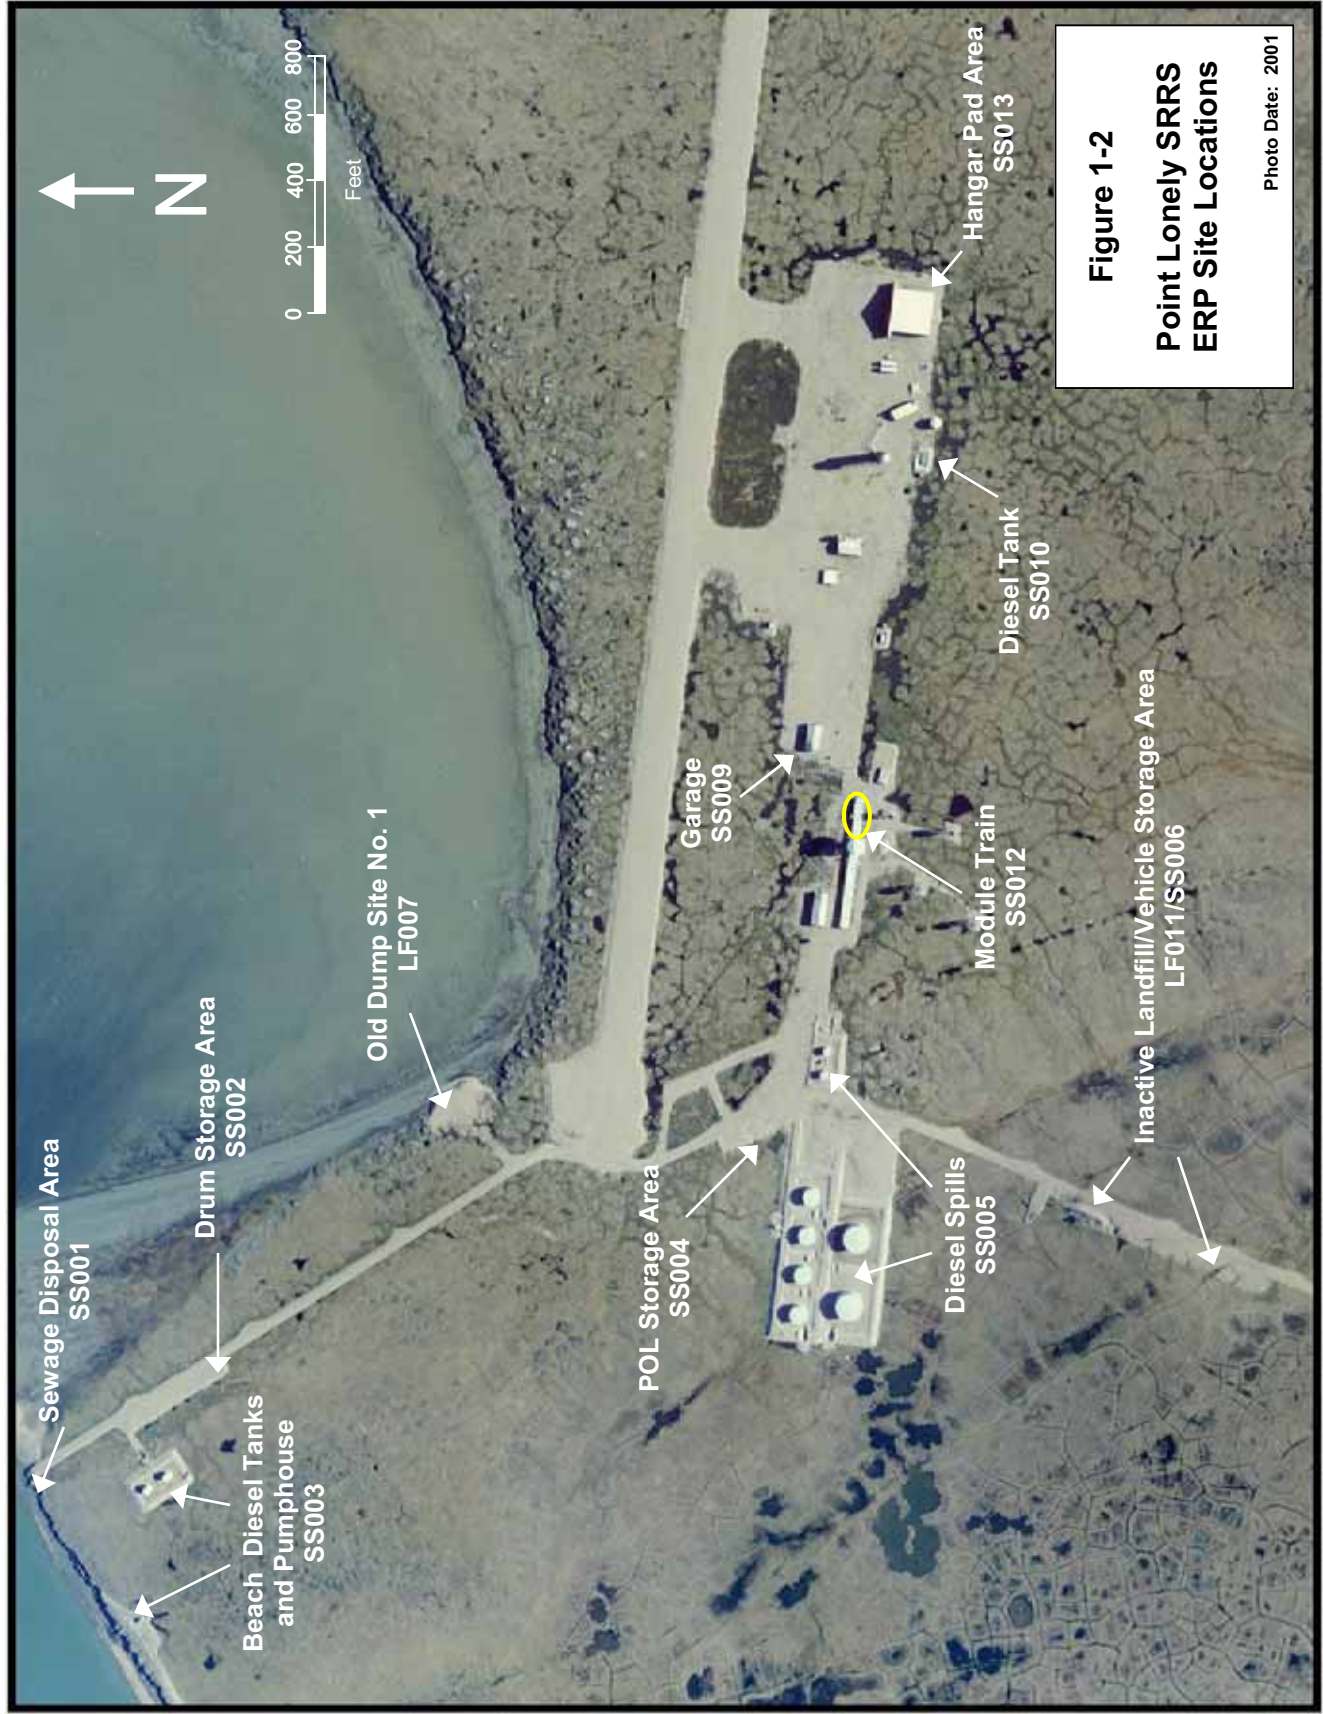 Sewage Disposal Area
SS001
Drum Storage Area
SS002
Old Dump Site No. 1
LF007
N
0 200 400 600 800
Feet
Beach Diesel Tanks
and Pumphouse
SS003
POL Storage Area
SS004
Garage
SS009
Hangar Pad Area
SS013
Diesel Spills
SS005
Module Train
SS012
Diesel Tank
SS010
Inactive Landfill/Vehicle Storage Area
LF011/SS006
Figure 1-2
Point Lonely SRRS
ERP Site Locations
Photo Date: 2001